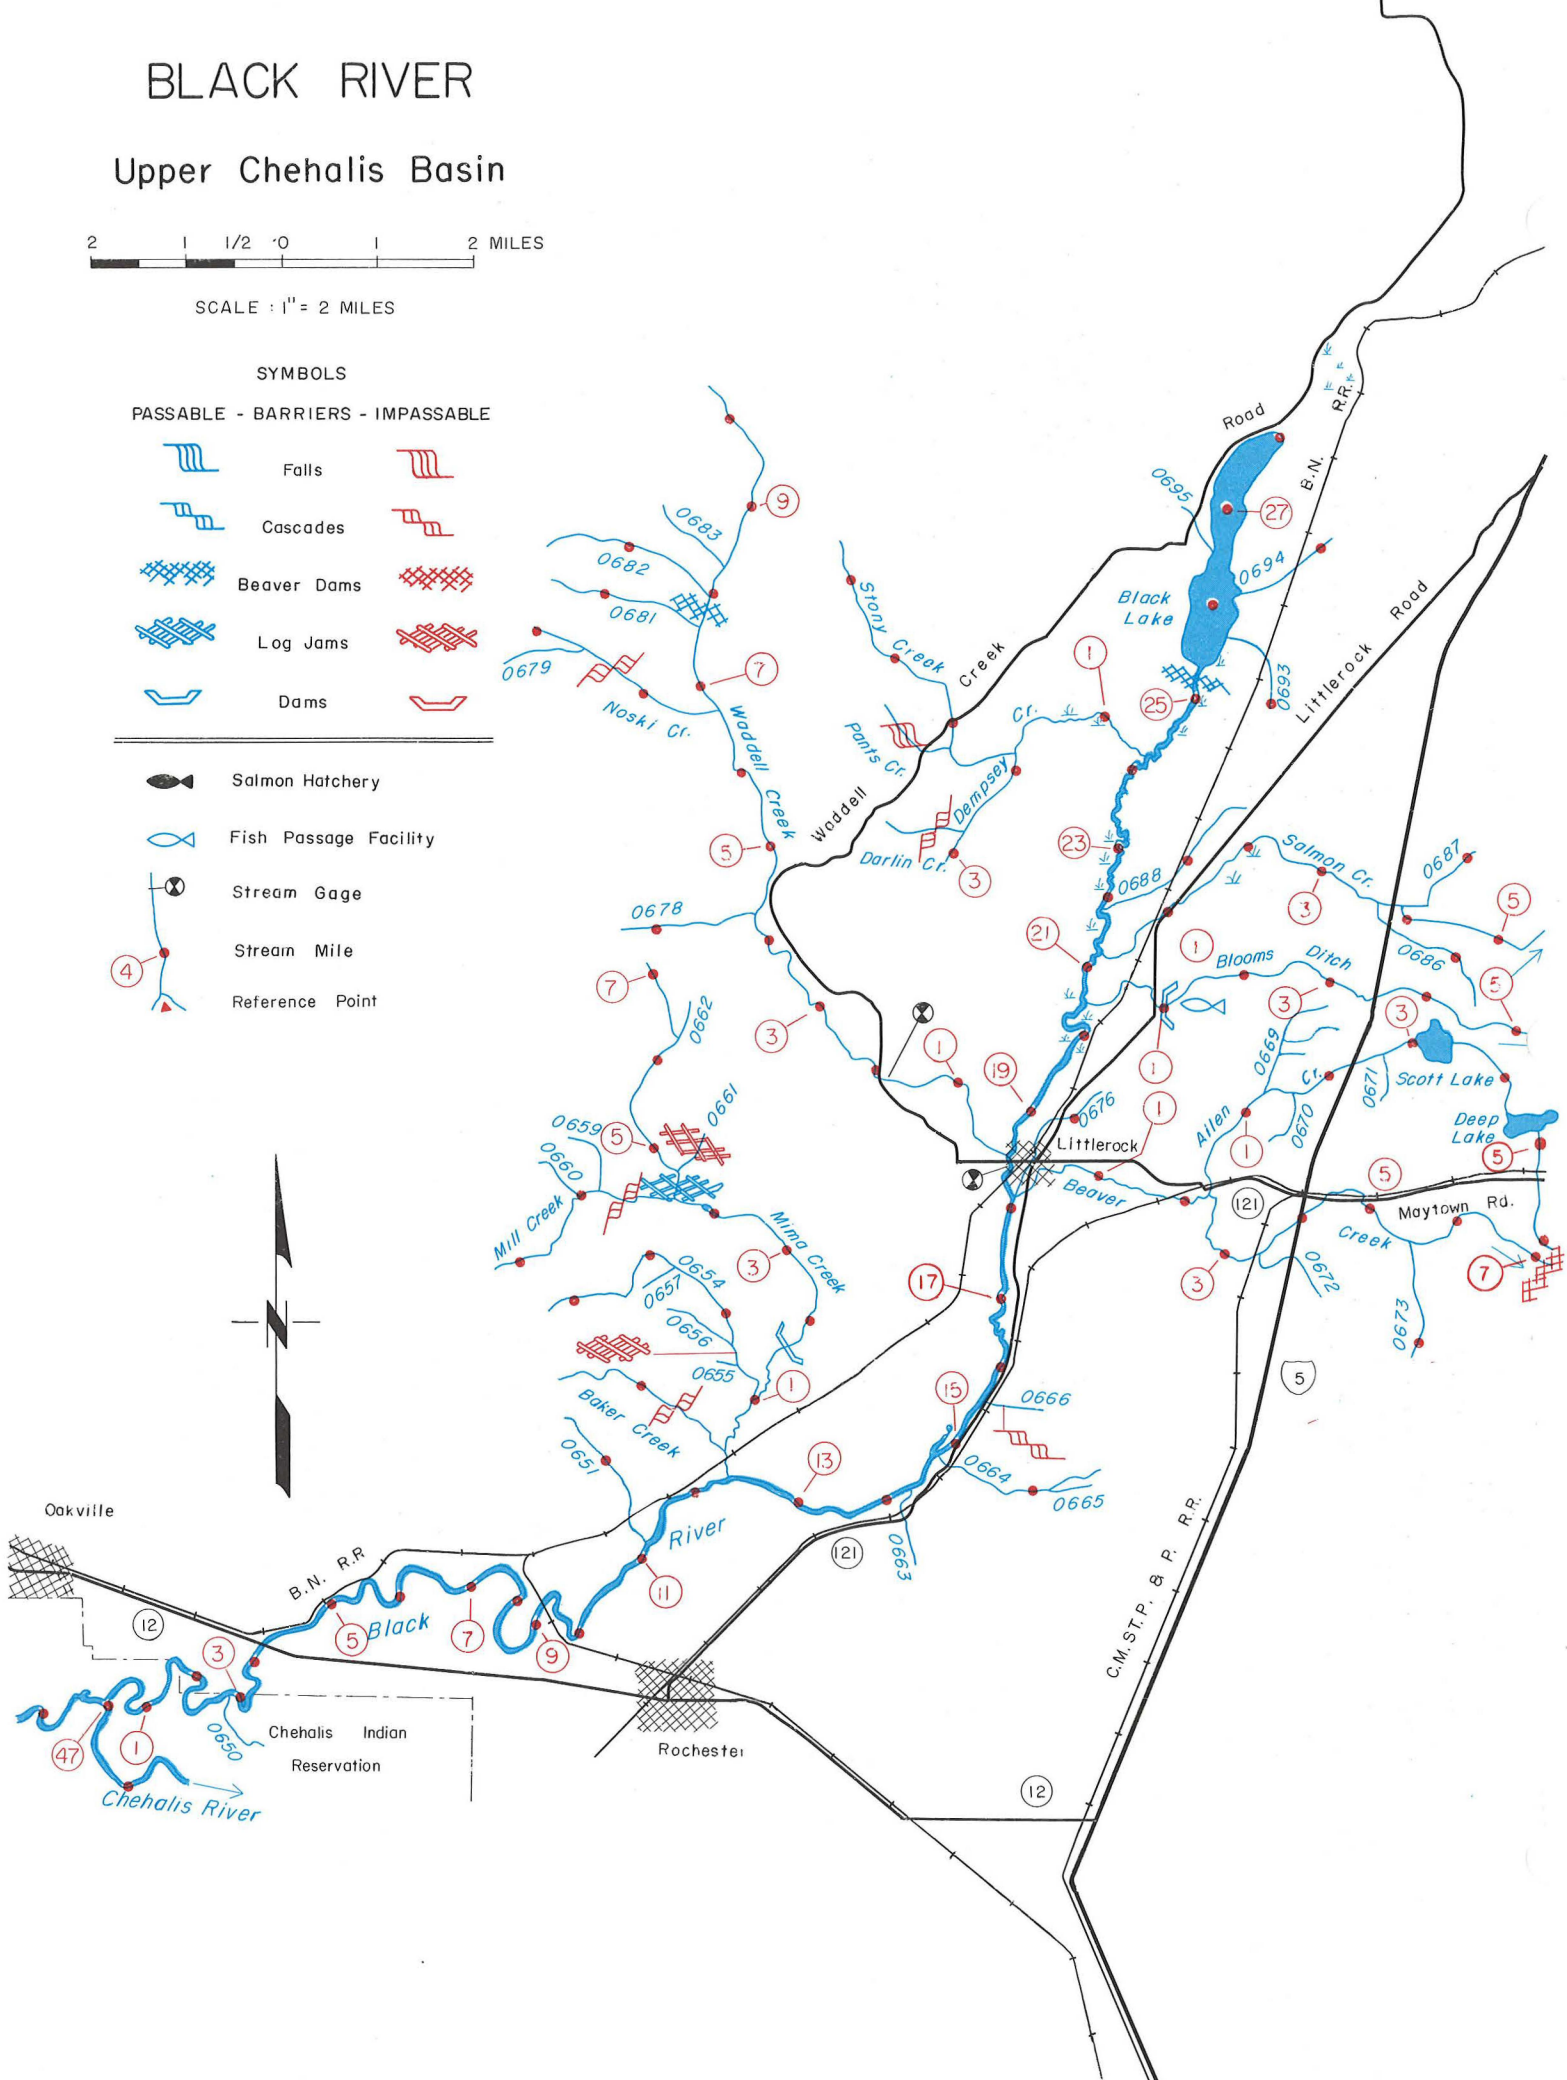 BLACK RIVER
Upper Chehalis Basin
2 1 1/2 0 1 2 MILES
SCALE : 1" = 2 MILES
SYMBOLS
PASSABLE - BARRIERS - IMPASSABLE
Falls
Cascades
Beaver Dams
Log Jams
Dams
Salmon Hatchery
Fish Passage Facility
Stream Gage
Stream Mile
4
Reference Point
Road
R.R.
B.N.
0695
27
0694
Black
Lake
0693
25
Littlerock Road
9
0683
0682
0681
0679
Noski Cr.
7
Waddell Creek
5
Stony Creek
Creek
Waddell
Pants Cr.
Cr.
Dempsey
1
Darlin Cr.
3
23
0688
Salmon Cr.
3
0687
5
0686
21
1
Blooms Ditch
3
5
3
0678
7
0662
3
1
19
1
0669
Cr.
0671
Scott Lake
0676
1
Allen
0670
1
Deep
Lake
5
0659
5
0661
0660
Mill Creek
Mima Creek
3
Littlerock
Beaver
121
5
Maytown Rd.
Creek
7
3
0672
0673
0654
0657
0656
0655
1
17
5
Baker Creek
0651
15
0666
13
0664
0665
0663
121
River
11
Oakville
B.N. R.R
12
5
Black
7
9
3
47
1
0650
Chehalis Indian
Reservation
Chehalis River
Rochester
C.M. ST. P. & P. R.R.
12
N